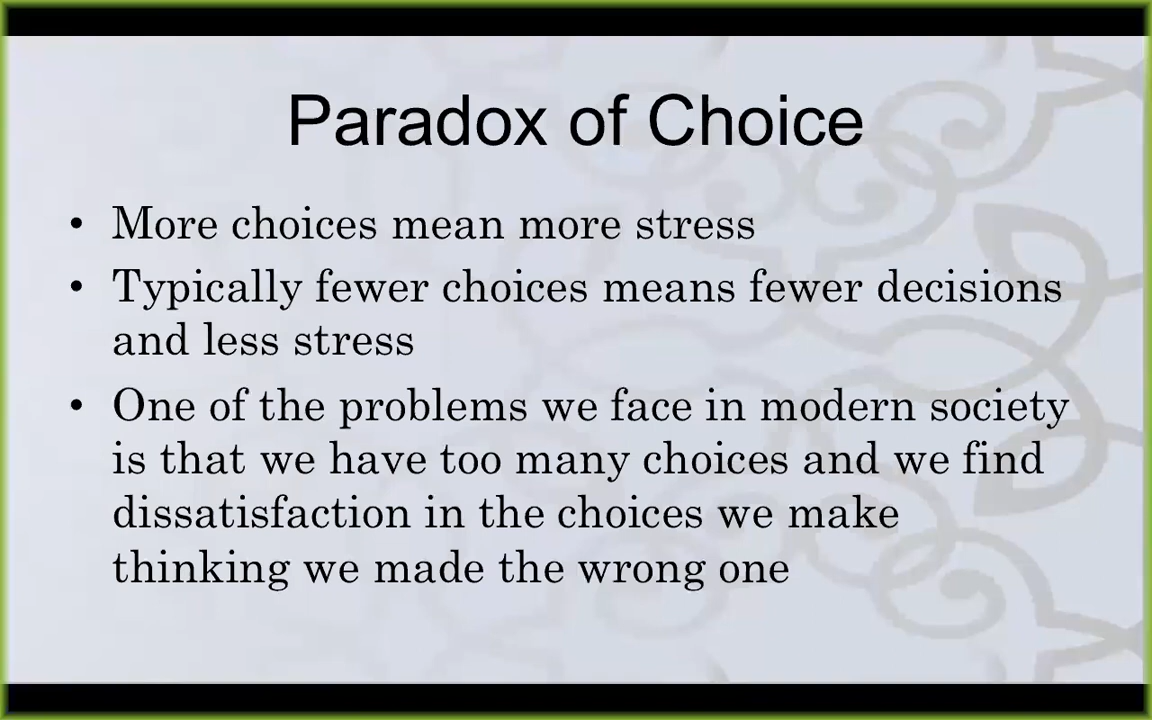 Paradox of Choice
• More choices mean more stress
• Typically fewer choices means fewer decisions
and less stress
• One of the problems we face in modern society
is that we have too many choices and we find
dissatisfaction in the choices we make
thinking we made the wrong one